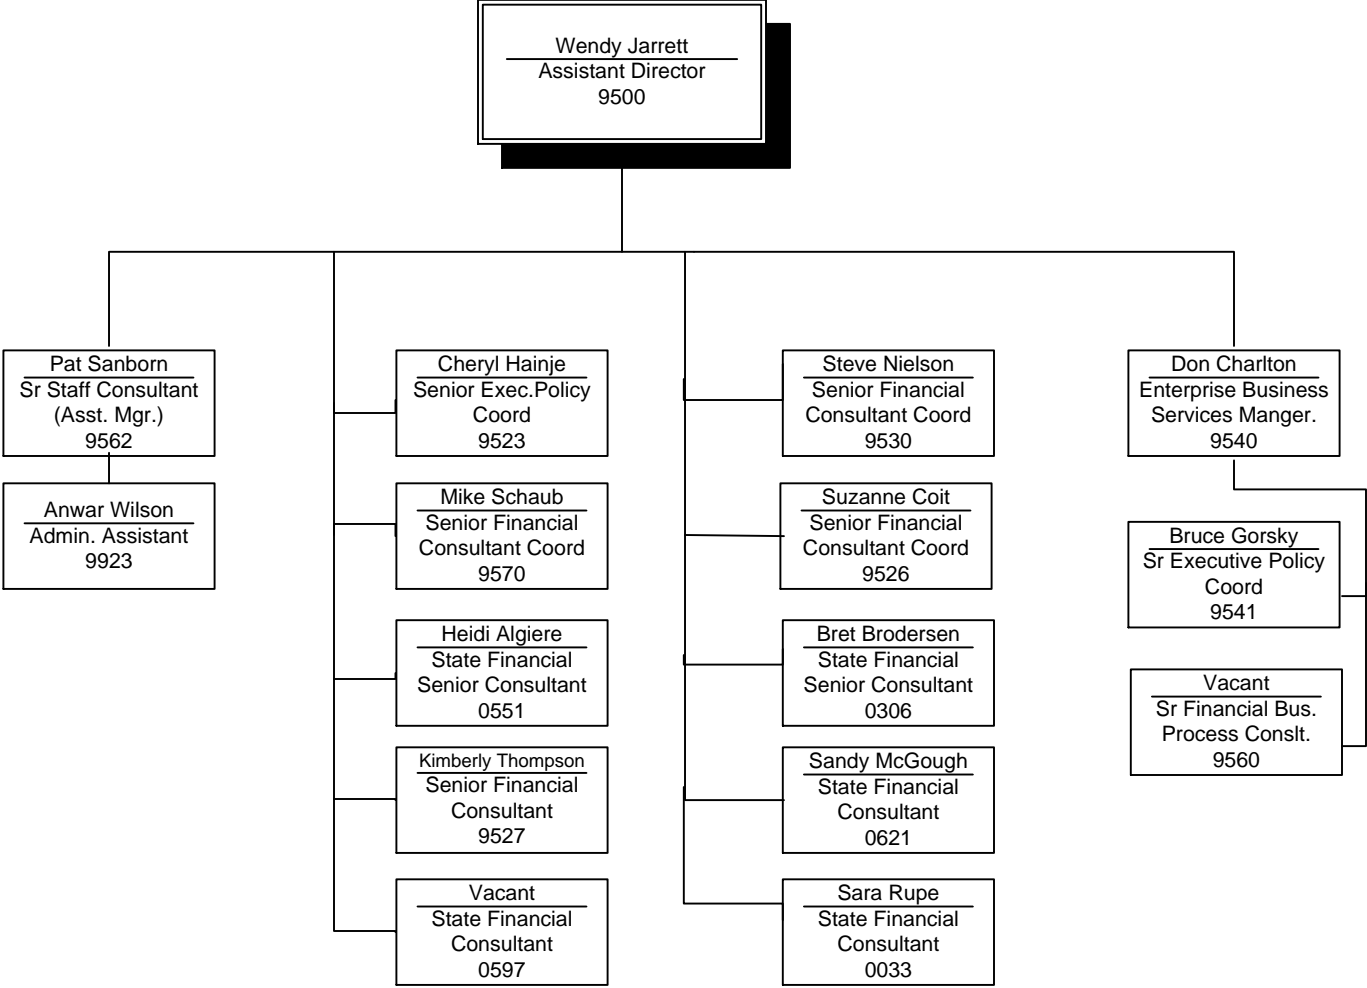 Wendy Jarrett
Assistant Director
9500
Pat Sanborn
Sr Staff Consultant
(Asst. Mgr.)
9562
Anwar Wilson
Admin. Assistant
9923
Cheryl Hainje
Senior Exec.Policy
Coord
9523
Mike Schaub
Senior Financial
Consultant Coord
9570
Heidi Algiere
State Financial
Senior Consultant
0551
Kimberly Thompson
Senior Financial
Consultant
9527
Vacant
State Financial
Consultant
0597
Steve Nielson
Senior Financial
Consultant Coord
9530
Suzanne Coit
Senior Financial
Consultant Coord
9526
Bret Brodersen
State Financial
Senior Consultant
0306
Sandy McGough
State Financial
Consultant
0621
Sara Rupe
State Financial
Consultant
0033
Don Charlton
Enterprise Business
Services Manger.
9540
Bruce Gorsky
Sr Executive Policy
Coord
9541
Vacant
Sr Financial Bus.
Process Conslt.
9560